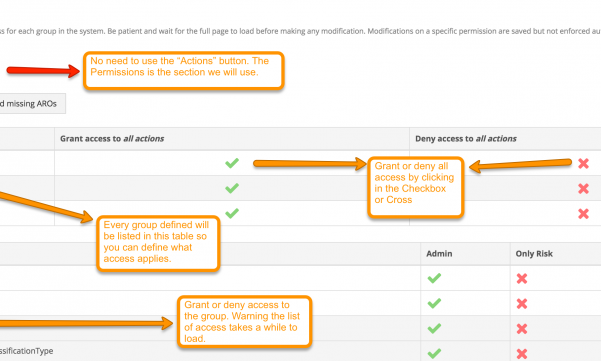 ss for each group in the system. Be patient and wait for the full page to load before making any modification. Modifications on a specific permission are saved but not enforced au
No need to use the “Actions” button. The
Permissions is the section we will use.
d missing AROs
Grant access to all actions
Deny access to all actions
Grant or deny all
access by clicking
in the Checkbox
or Cross
Every group defined will
be listed in this table so
you can define what
access applies.
Admin
Only Risk
Grant or deny access to
the group. Warning the list
of access takes a while to
load.
ssificationType